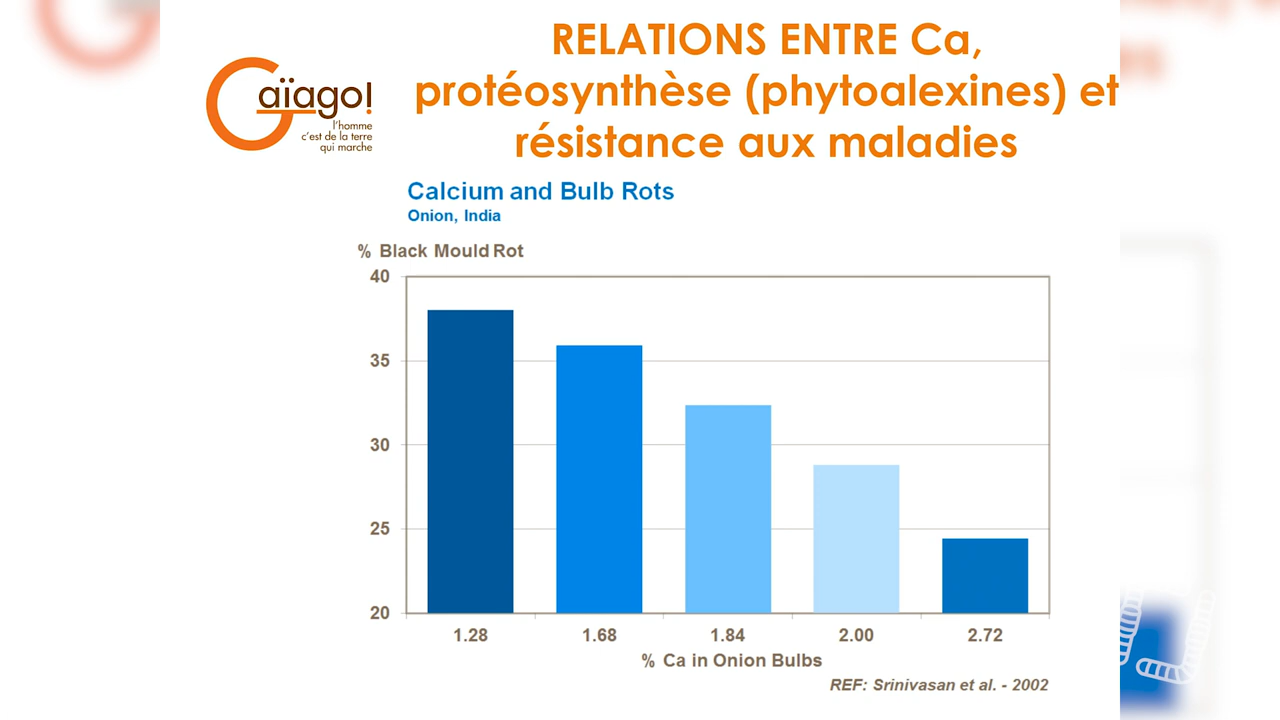 RELATIONS ENTRE Ca,
protéosynthèse (phytoalexines) et
résistance aux maladies
Gaïago!
l'homme
c'est de la terre
qui marche
Calcium and Bulb Rots
Onion, India
% Black Mould Rot
40
35
30
25
20
1.28 1.68 1.84 2.00 2.72
% Ca in Onion Bulbs
REF: Srinivasan et al. - 2002